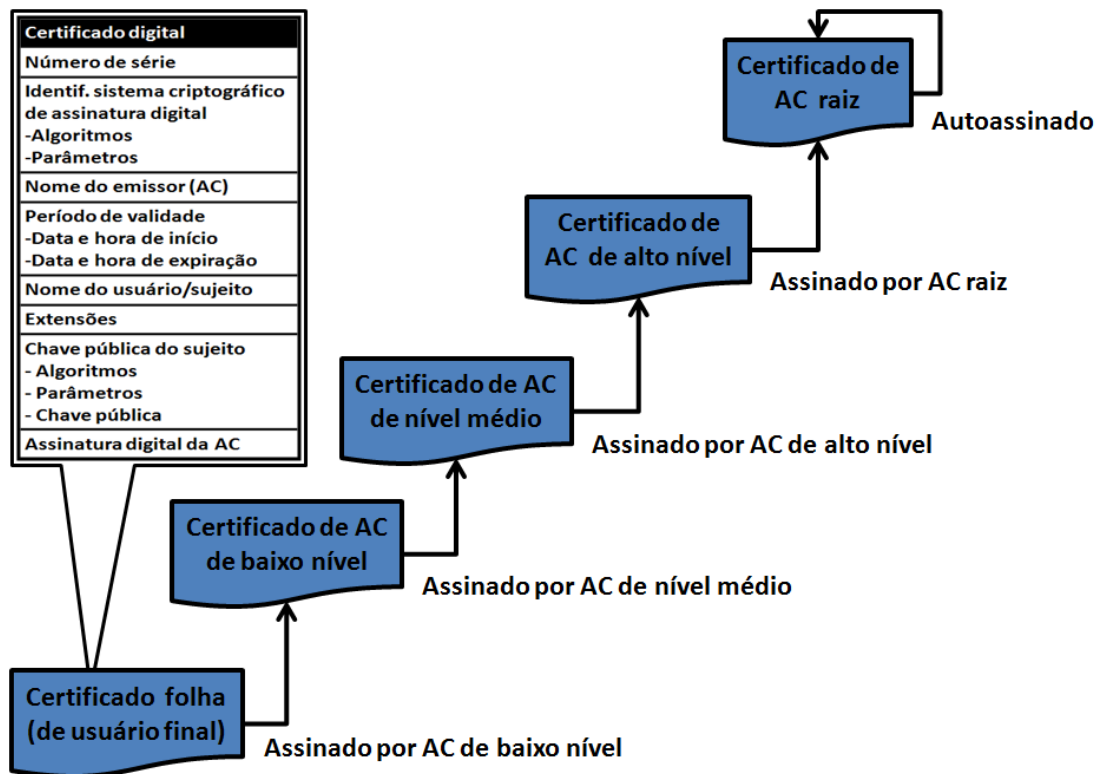 Certificado digital
Número de série
Identif. sistema criptográfico
de assinatura digital
-Algoritmos
-Parâmetros
Nome do emissor (AC)
Período de validade
-Data e hora de início
-Data e hora de expiração
Nome do usuário/sujeito
Extensões
Chave pública do sujeito
- Algoritmos
- Parâmetros
- Chave pública
Assinatura digital da AC
Certificado de
AC raiz
Autoassinado
Certificado de
AC de alto nível
Assinado por AC raiz
Certificado de AC
de nível médio
Assinado por AC de alto nível
Certificado de AC
de baixo nível
Assinado por AC de nível médio
Certificado folha
(de usuário final)
Assinado por AC de baixo nível